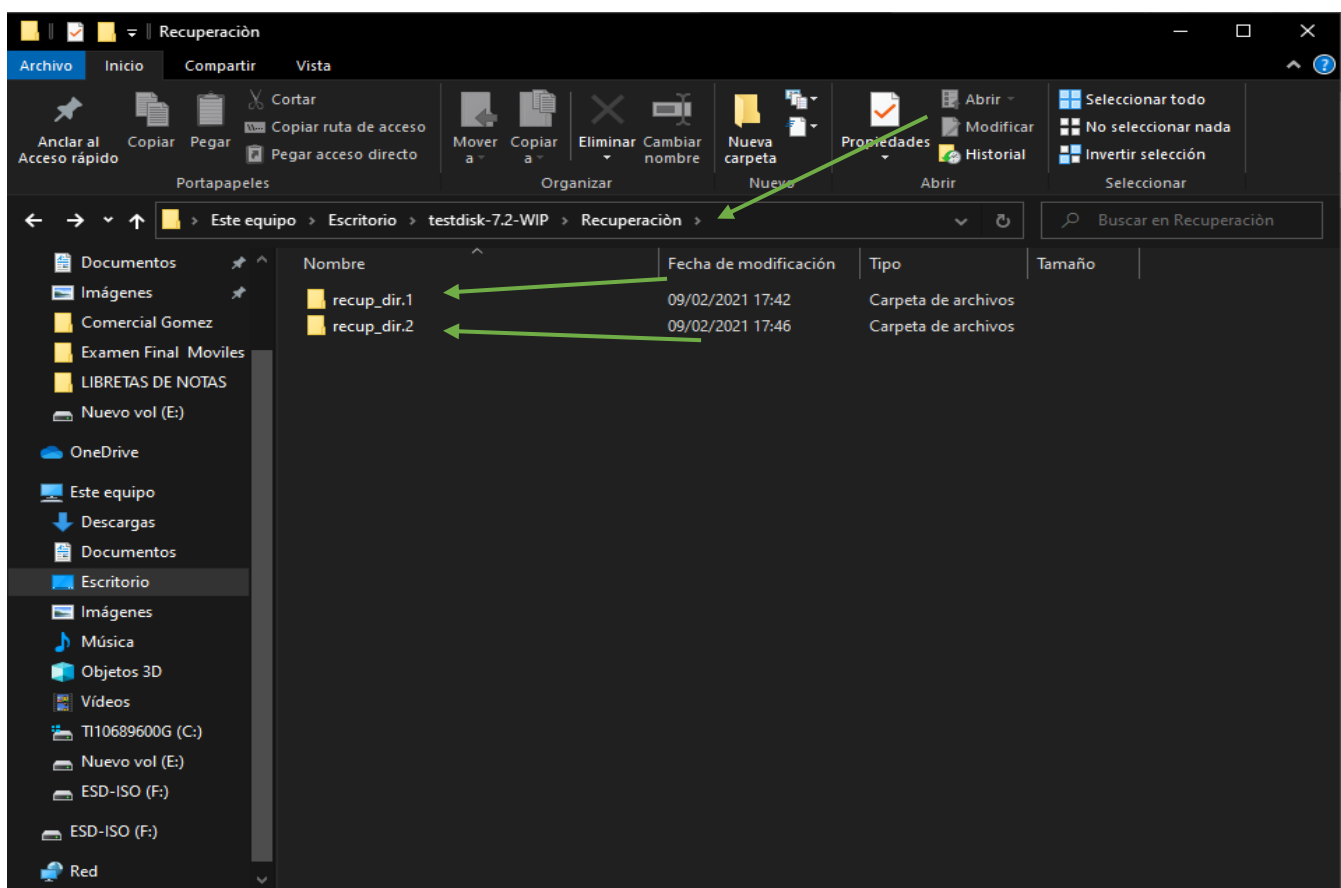 Recuperaciòn
Archivo Inicio Compartir Vista
Anclar al Acceso rápido
Copiar
Pegar
Cortar
Copiar ruta de acceso
Pegar acceso directo
Mover a
Copiar a
Eliminar
Cambiar nombre
Nueva carpeta
Propiedades
Abrir
Modificar
Historial
Seleccionar todo
No seleccionar nada
Invertir selección
Portapapeles Organizar Nuevo Abrir Seleccionar
Este equipo > Escritorio > testdisk-7.2-WIP > Recuperaciòn >
Buscar en Recuperaciòn
Nombre Fecha de modificación Tipo Tamaño
recup_dir.1 09/02/2021 17:42 Carpeta de archivos
recup_dir.2 09/02/2021 17:46 Carpeta de archivos
Documentos
Imágenes
Comercial Gomez
Examen Final Moviles
LIBRETAS DE NOTAS
Nuevo vol (E:)
OneDrive
Este equipo
Descargas
Documentos
Escritorio
Imágenes
Música
Objetos 3D
Vídeos
TI10689600G (C:)
Nuevo vol (E:)
ESD-ISO (F:)
ESD-ISO (F:)
Red